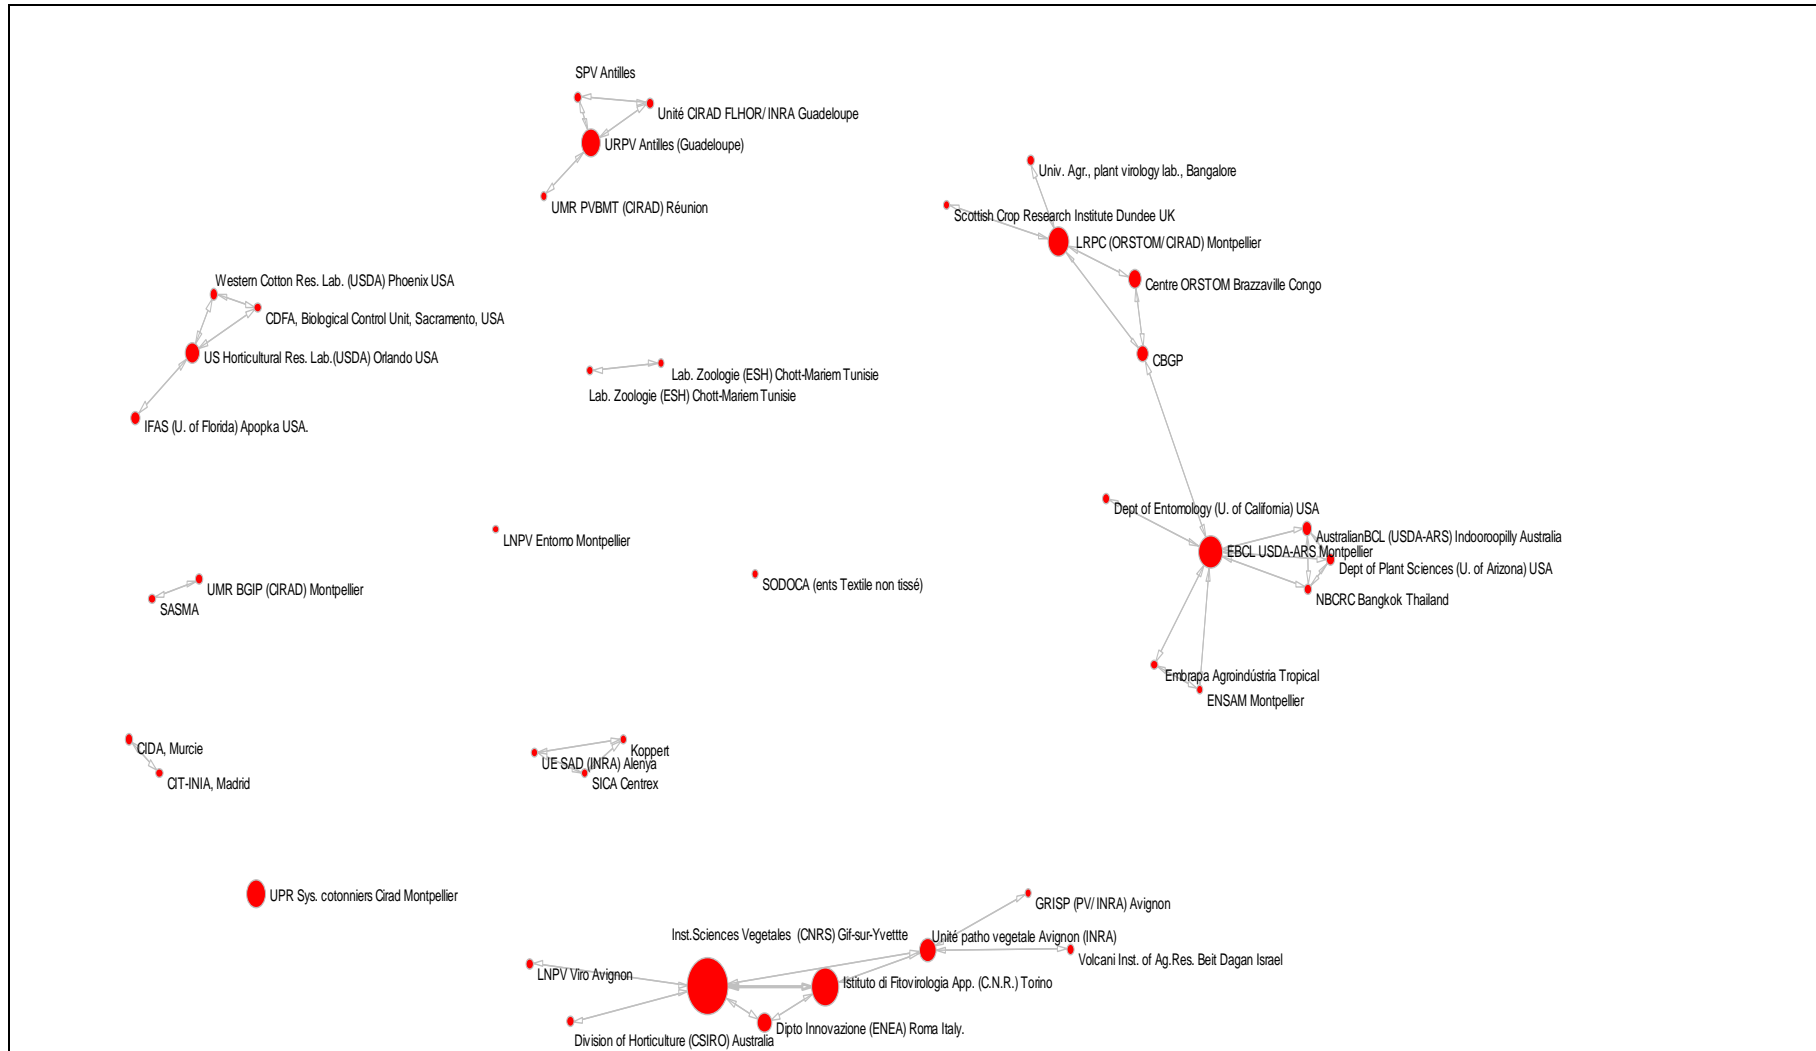 SPV Antilles
Unité CIRAD FLHOR/ INRA Guadeloupe
URPV Antilles (Guadeloupe)
UMR PVBMT (CIRAD) Réunion
Univ. Agr., plant virology lab., Bangalore
Scottish Crop Research Institute Dundee UK
LRPC (ORSTOM/ CIRAD) Montpellier
Centre ORSTOM Brazzaville Congo
CBGP
Western Cotton Res. Lab. (USDA) Phoenix USA
CDFA, Biological Control Unit, Sacramento, USA
US Horticultural Res. Lab.(USDA) Orlando USA
IFAS (U. of Florida) Apopka USA.
Lab. Zoologie (ESH) Chott-Mariem Tunisie
Lab. Zoologie (ESH) Chott-Mariem Tunisie
Dept of Entomology (U. of California) USA
AustralianBCL (USDA-ARS) Indooroopilly Australia
EBCL USDA-ARS Montpellier
Dept of Plant Sciences (U. of Arizona) USA
NBCRC Bangkok Thailand
LNPV Entomo Montpellier
SODOCA (ents Textile non tissé)
UMR BGIP (CIRAD) Montpellier
SASMA
Embrapa Agroindústria Tropical
ENSAM Montpellier
CIDA, Murcie
CIT-INIA, Madrid
Koppert
UE SAD (INRA) Alenya
SICA Centrex
UPR Sys. cotonniers Cirad Montpellier
GRISP (PV/ INRA) Avignon
Inst.Sciences Vegetales  (CNRS) Gif-sur-Yvettte
Unité patho vegetale Avignon (INRA)
Volcani Inst. of Ag.Res. Beit Dagan Israel
LNPV Viro Avignon
Istituto di Fitovirologia App. (C.N.R.) Torino
Dipto Innovazione (ENEA) Roma Italy.
Division of Horticulture (CSIRO) Australia